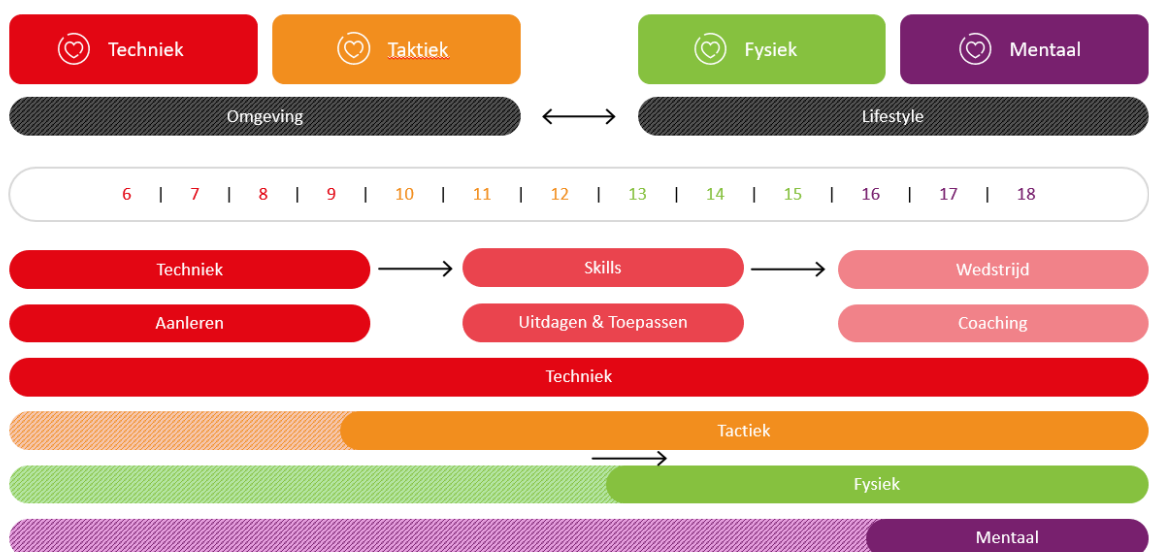 Techniek Taktiek Fysiek Mentaal
Omgeving Lifestyle
6 | 7 | 8 | 9 | 10 | 11 | 12 | 13 | 14 | 15 | 16 | 17 | 18
Techniek Skills Wedstrijd
Aanleren Uitdagen & Toepassen Coaching
Techniek
Tactiek
Fysiek
Mentaal